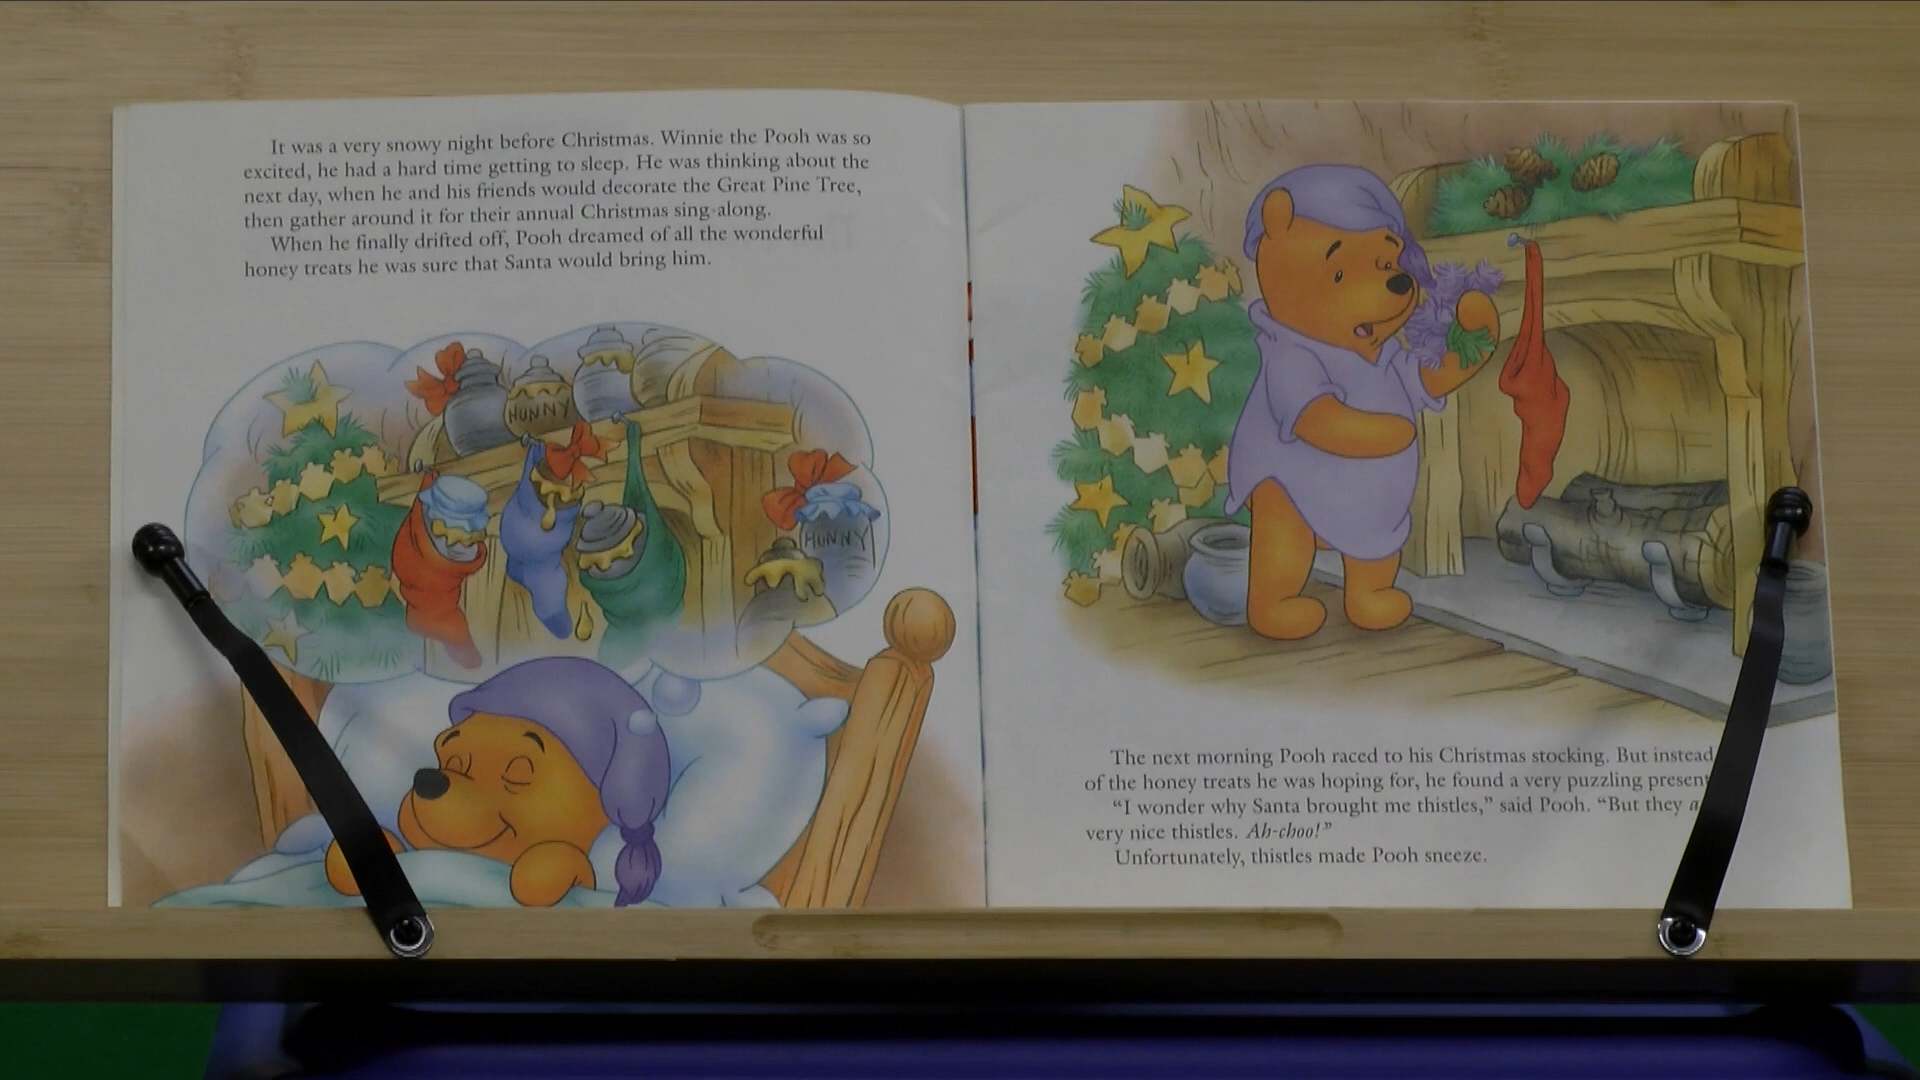 It was a very snowy night before Christmas. Winnie the Pooh was so
excited, he had a hard time getting to sleep. He was thinking about the
next day, when he and his friends would decorate the Great Pine Tree,
then gather around it for their annual Christmas sing-along.
When he finally drifted off, Pooh dreamed of all the wonderful
honey treats he was sure that Santa would bring him.
HUNNY
HUNNY
The next morning Pooh raced to his Christmas stocking. But instead
of the honey treats he was hoping for, he found a very puzzling present
“I wonder why Santa brought me thistles,” said Pooh. “But they
very nice thistles. Ah-choo!”
Unfortunately, thistles made Pooh sneeze.